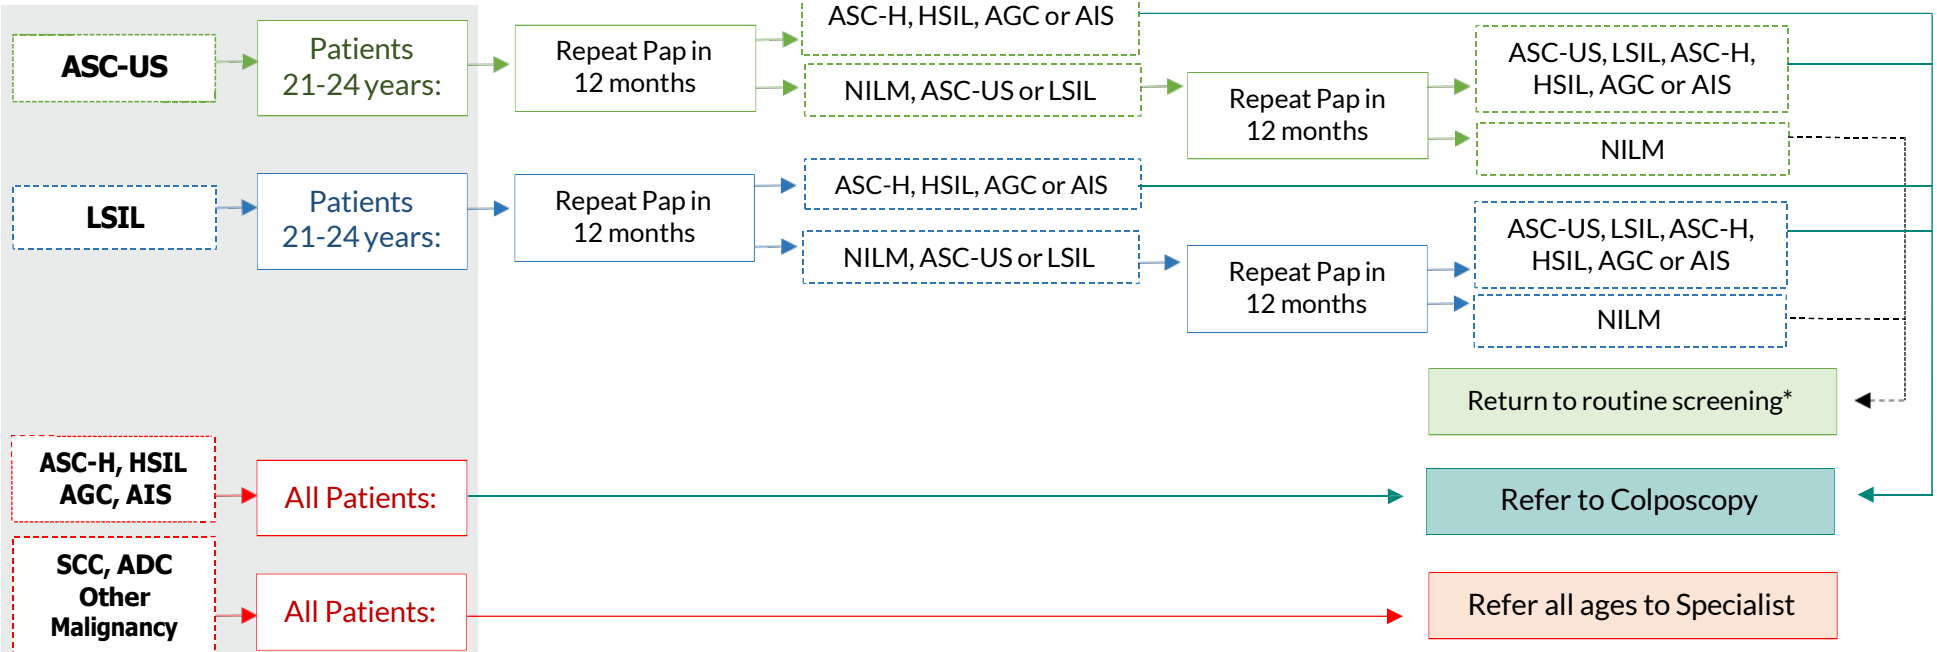 ASC-US
Patients
21-24 years:
Repeat Pap in
12 months
ASC-H, HSIL, AGC or AIS
NILM, ASC-US or LSIL
Repeat Pap in
12 months
ASC-US, LSIL, ASC-H,
HSIL, AGC or AIS
NILM
LSIL
Patients
21-24 years:
Repeat Pap in
12 months
ASC-H, HSIL, AGC or AIS
NILM, ASC-US or LSIL
Repeat Pap in
12 months
ASC-US, LSIL, ASC-H,
HSIL, AGC or AIS
NILM
Return to routine screening*
ASC-H, HSIL
AGC, AIS
All Patients:
Refer to Colposcopy
SCC, ADC
Other
Malignancy
All Patients:
Refer all ages to Specialist